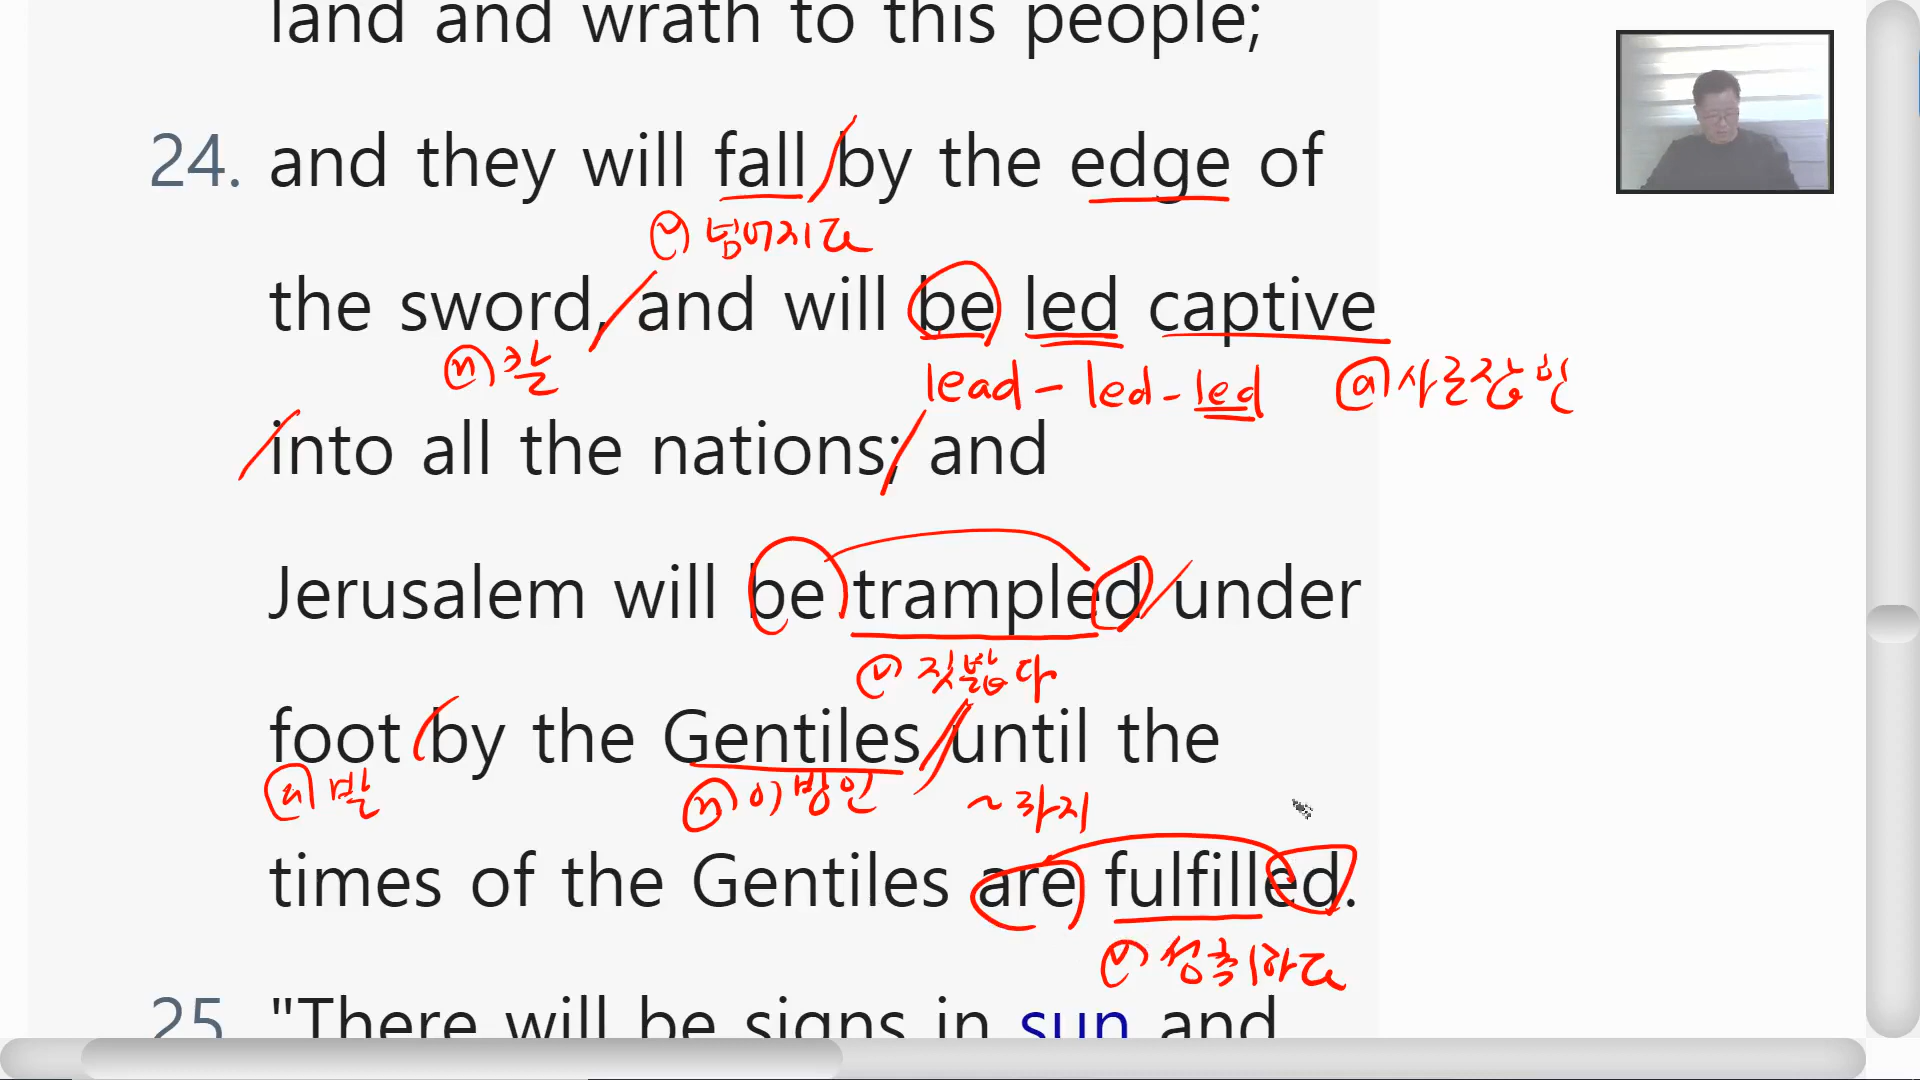 land and wrath to this people;
24. and they will fall by the edge of
ⓥ 넘어지다
the sword, and will be led captive
ⓝ 칼 lead - led - led ⓐ 사로잡힌
into all the nations; and
Jerusalem will be trampled under
ⓥ 짓밟다
foot by the Gentiles until the
ⓝ 발 ⓝ 이방인 ~까지
times of the Gentiles are fulfilled.
ⓥ 성취하다
25. "There will be signs in sun and